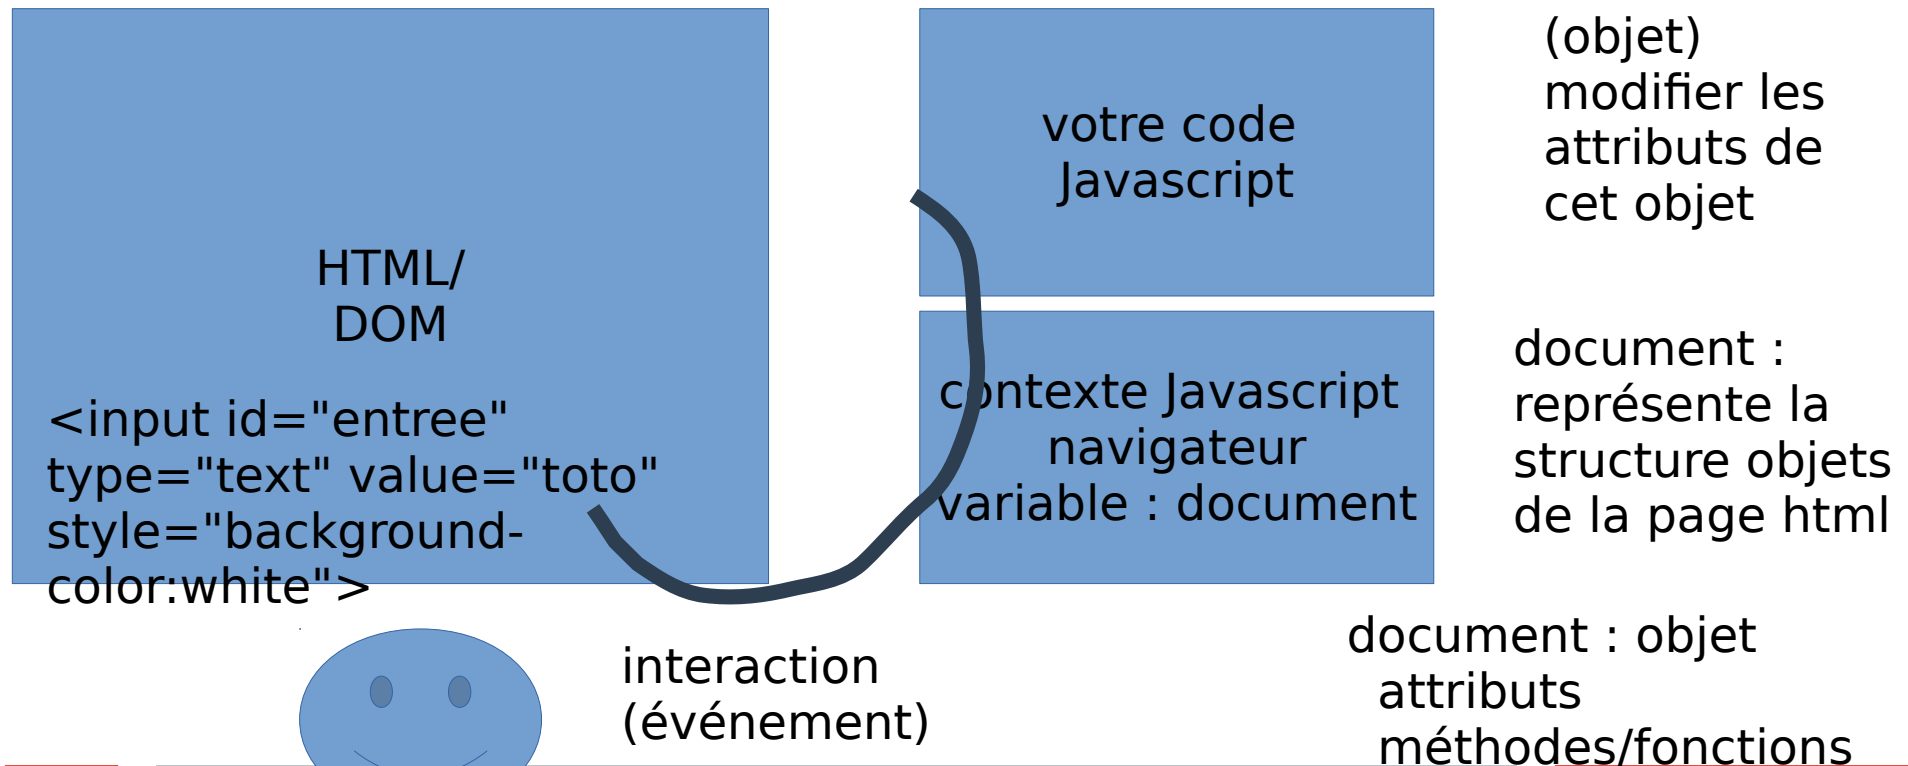 HTML/
DOM
<input id="entree"
type="text" value="toto"
style="background-
color:white">
votre code
Javascript
contexte Javascript
navigateur
variable : document
(objet)
modifier les
attributs de
cet objet
document :
représente la
structure objets
de la page html
interaction
(événement)
document : objet
attributs
méthodes/fonctions